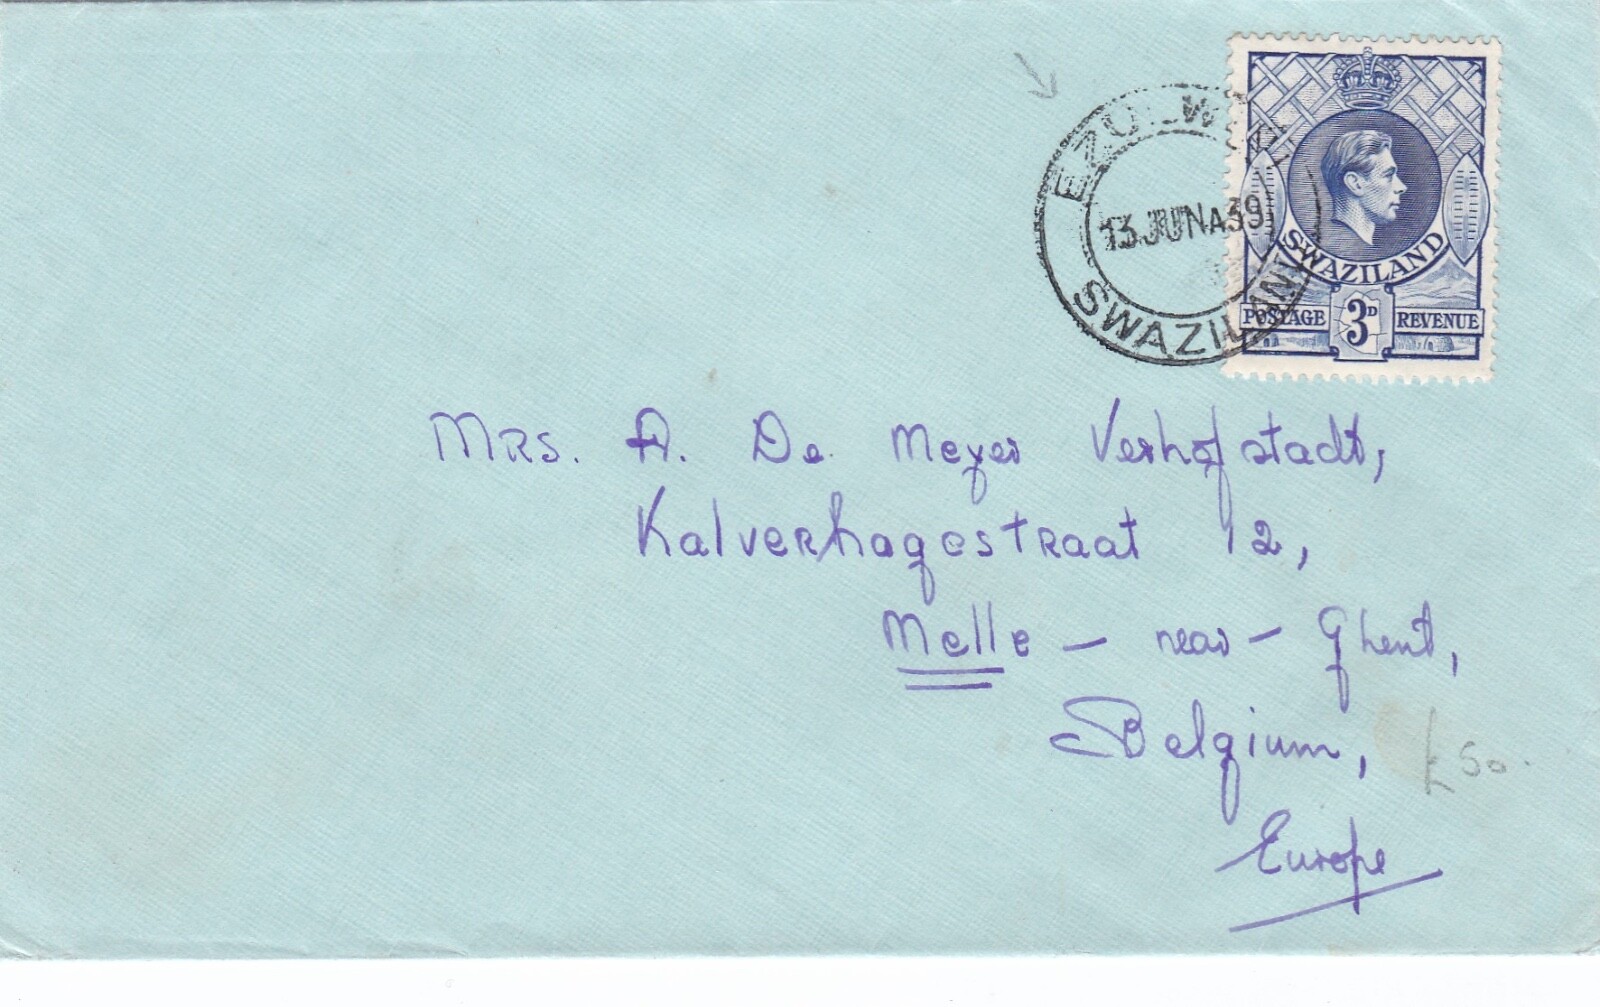 EZULWINI
13 JUN A 39
SWAZILAND
SWAZILAND
POSTAGE 3D REVENUE
MRS. A. De Meyer Verhofstadt,
Kalverhagestraat 12,
Melle — near — Ghent,
Belgium,
£50.
Europe